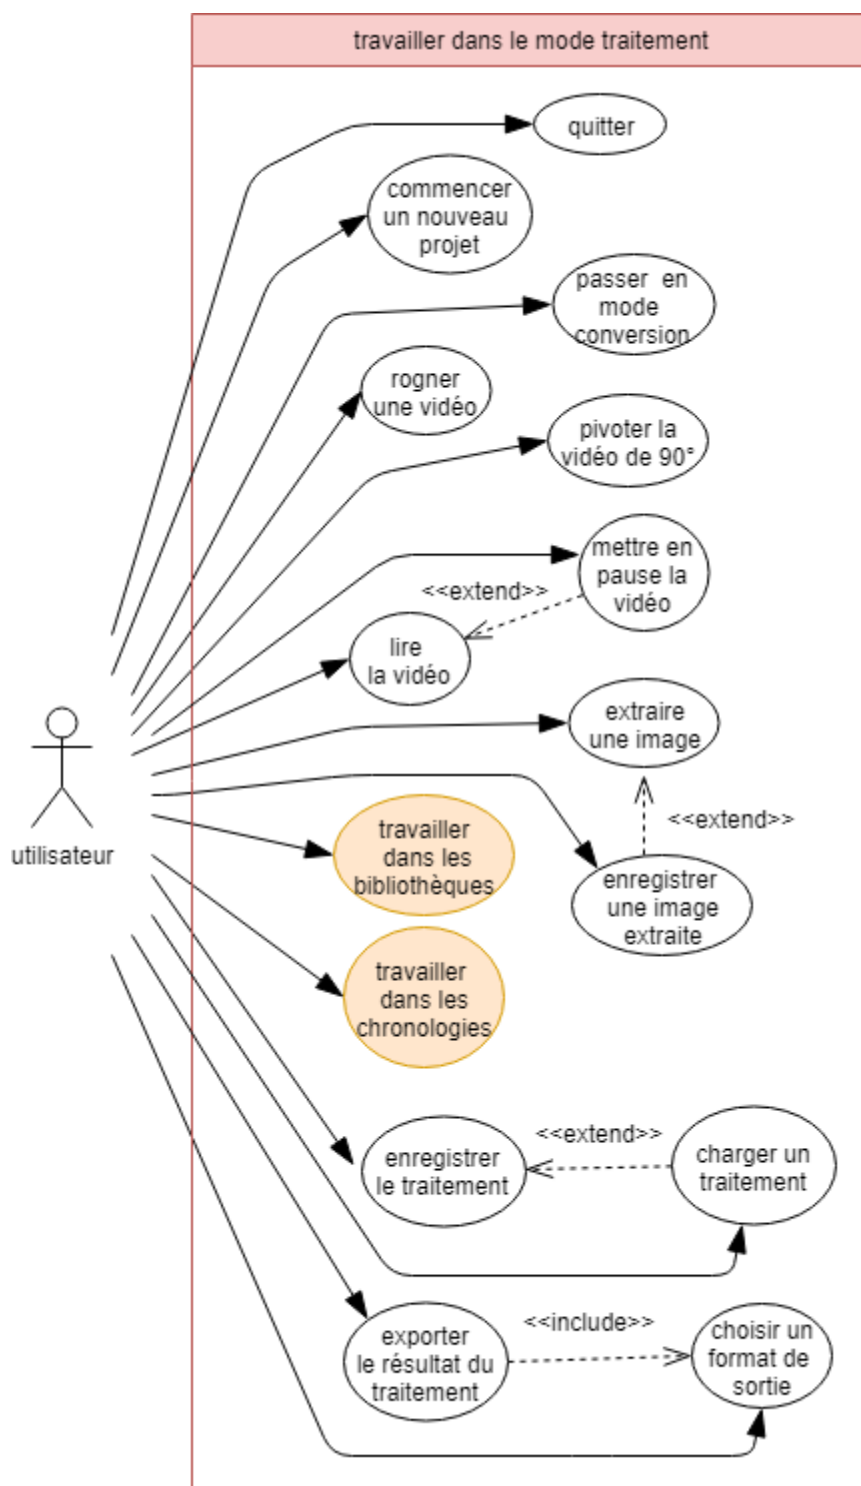 travailler dans le mode traitement
quitter
commencer
un nouveau
projet
passer en
mode
conversion
rogner
une vidéo
pivoter la
vidéo de 90°
mettre en
pause la
vidéo
<<extend>>
lire
la vidéo
extraire
une image
<<extend>>
utilisateur
travailler
dans les
bibliothèques
enregistrer
une image
extraite
travailler
dans les
chronologies
enregistrer
le traitement
<<extend>>
charger un
traitement
exporter
le résultat du
traitement
<<include>>
choisir un
format de
sortie